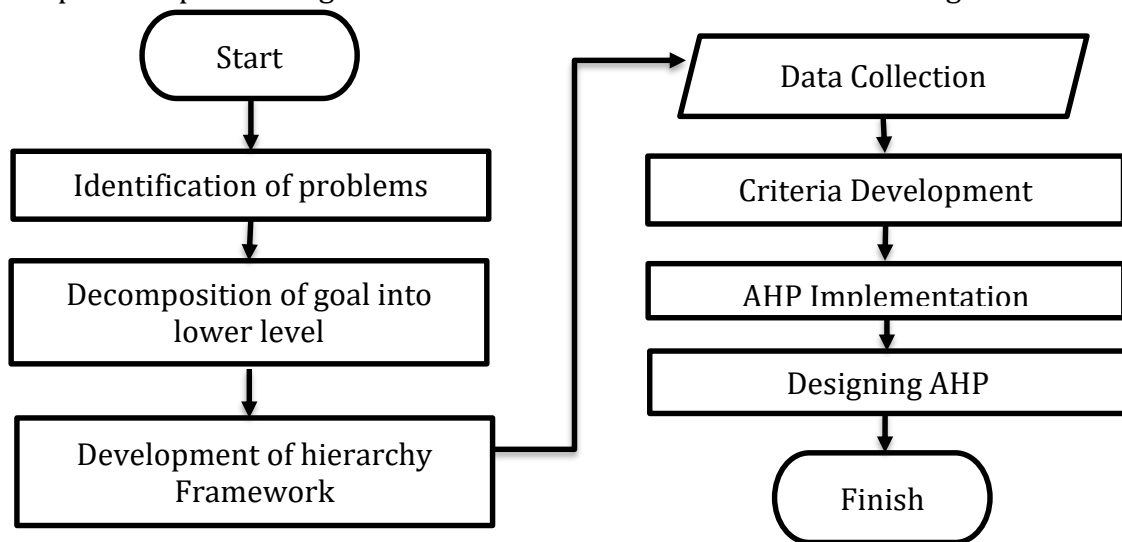 Start
Identification of problems
Decomposition of goal into
lower level
Development of hierarchy
Framework
Data Collection
Criteria Development
AHP Implementation
Designing AHP
Finish